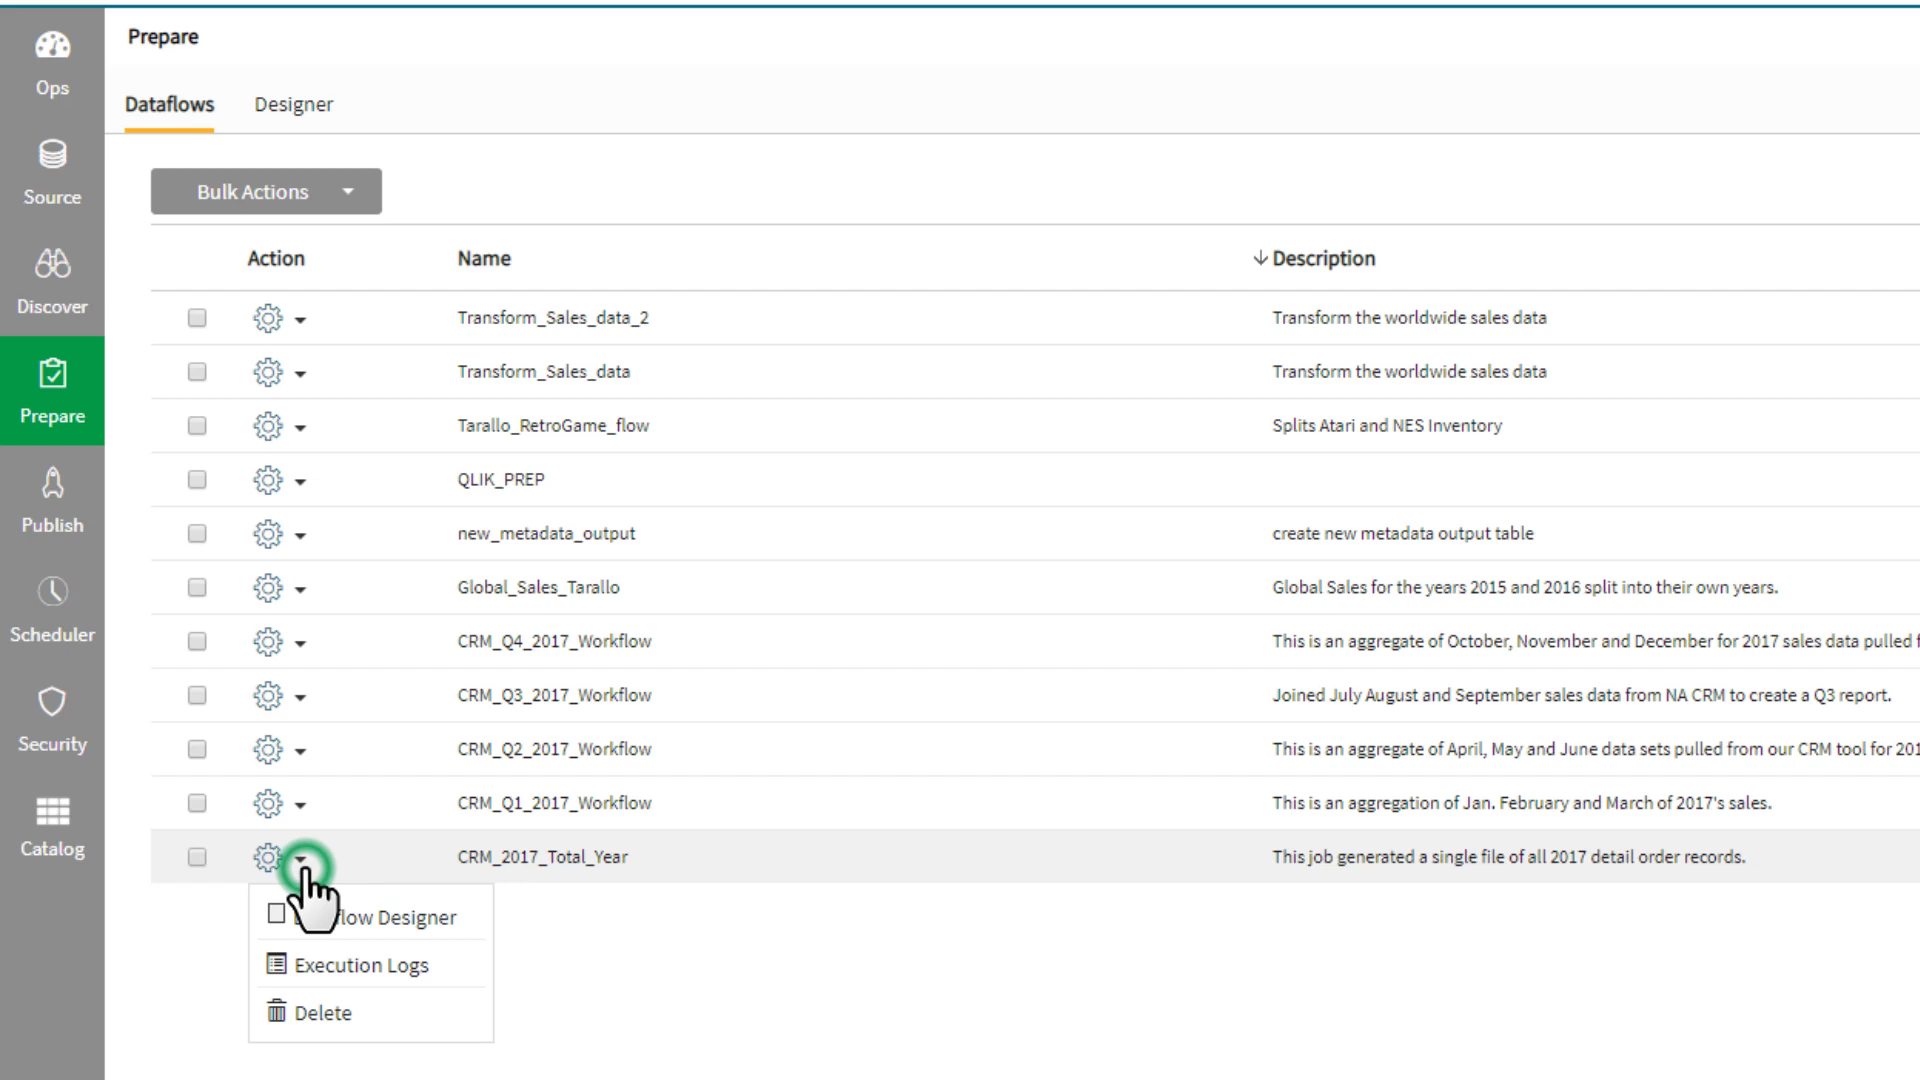 Prepare
Dataflows Designer
Bulk Actions
Action Name Description
Transform_Sales_data_2 Transform the worldwide sales data
Transform_Sales_data Transform the worldwide sales data
Tarallo_RetroGame_flow Splits Atari and NES Inventory
QLIK_PREP
new_metadata_output create new metadata output table
Global_Sales_Tarallo Global Sales for the years 2015 and 2016 split into their own years.
CRM_Q4_2017_Workflow This is an aggregate of October, November and December for 2017 sales data pulled
CRM_Q3_2017_Workflow Joined July August and September sales data from NA CRM to create a Q3 report.
CRM_Q2_2017_Workflow This is an aggregate of April, May and June data sets pulled from our CRM tool for 201
CRM_Q1_2017_Workflow This is an aggregation of Jan. February and March of 2017's sales.
CRM_2017_Total_Year This job generated a single file of all 2017 detail order records.
flow Designer
Execution Logs
Delete
Ops
Source
Discover
Prepare
Publish
Scheduler
Security
Catalog